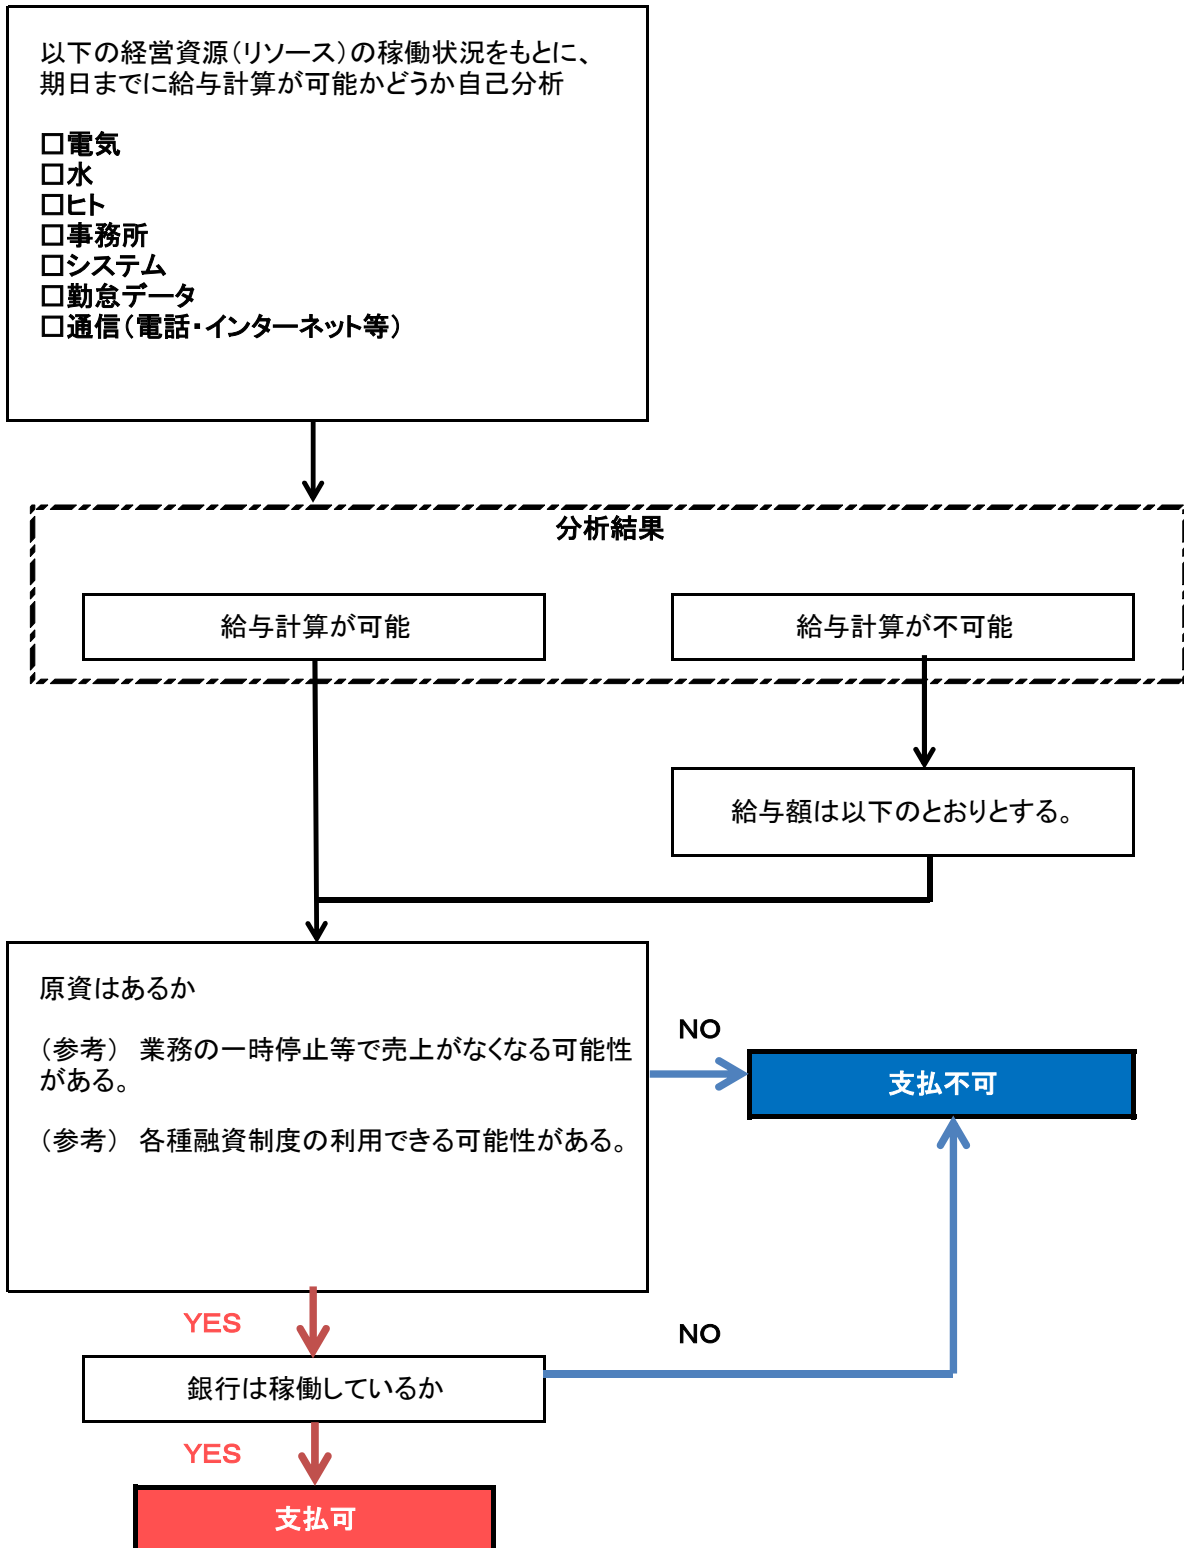 以下の経営資源(リソース)の稼働状況をもとに、
期日までに給与計算が可能かどうか自己分析
□電気
□水
□ヒト
□事務所
□システム
□勤怠データ
□通信(電話・インターネット等)
分析結果
給与計算が可能
給与計算が不可能
給与額は以下のとおりとする。
原資はあるか
(参考) 業務の一時停止等で売上がなくなる可能性
がある。
(参考) 各種融資制度の利用できる可能性がある。
NO
支払不可
YES
NO
銀行は稼働しているか
YES
支払可